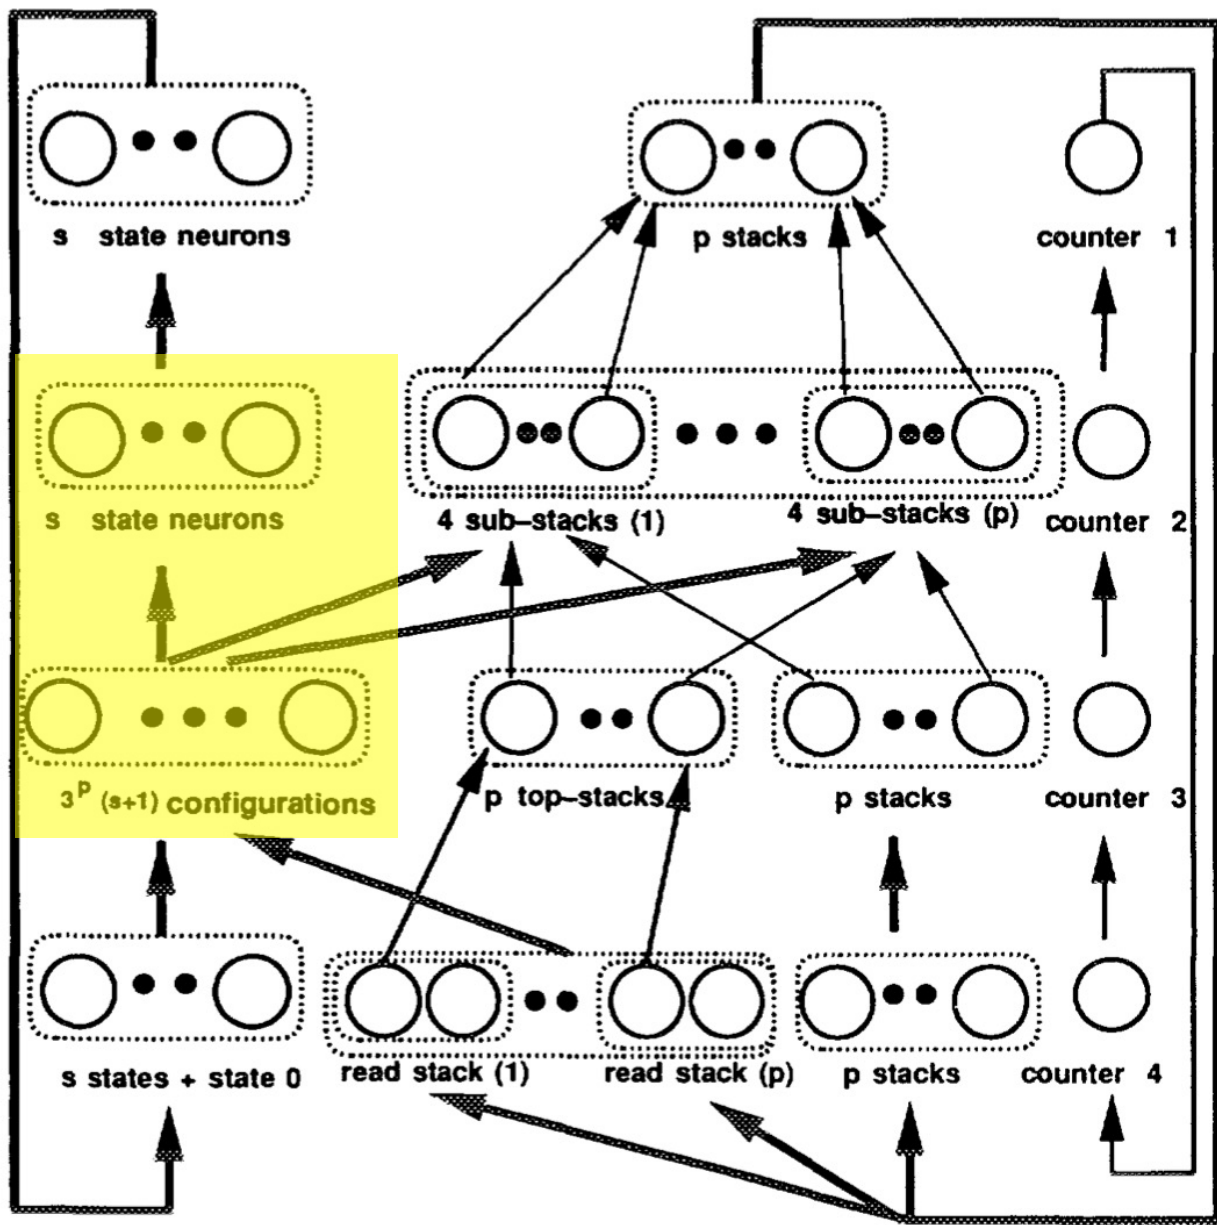 s state neurons
p stacks
counter 1
s state neurons
4 sub-stacks (1)
4 sub-stacks (p)
counter 2
3^P (s+1) configurations
p top-stacks
p stacks
counter 3
s states + state 0
read stack (1)
read stack (p)
p stacks
counter 4